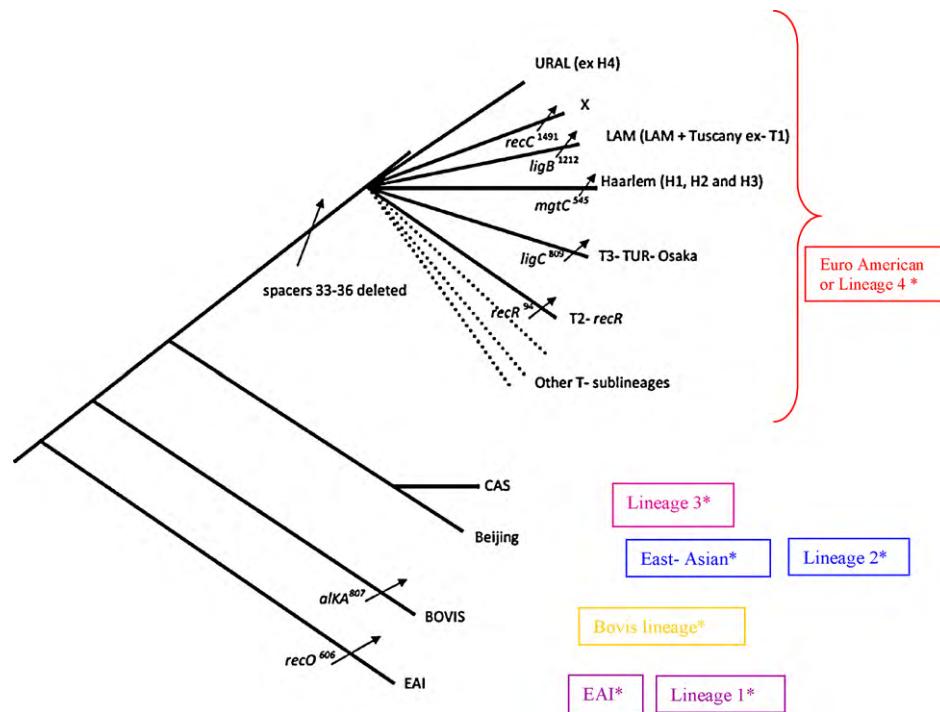 URAL (ex H4)
X
recC 1491
LAM (LAM + Tuscany ex- T1)
ligB 1212
Haarlem (H1, H2 and H3)
mgtC 545
ligC 809
T3- TUR- Osaka
Euro American
or Lineage 4 *
spacers 33-36 deleted
recR 94
T2- recR
Other T- sublineages
CAS
Lineage 3*
Beijing
East- Asian*
Lineage 2*
alKA807
BOVIS
Bovis lineage*
recO 606
EAI
EAI*
Lineage 1*